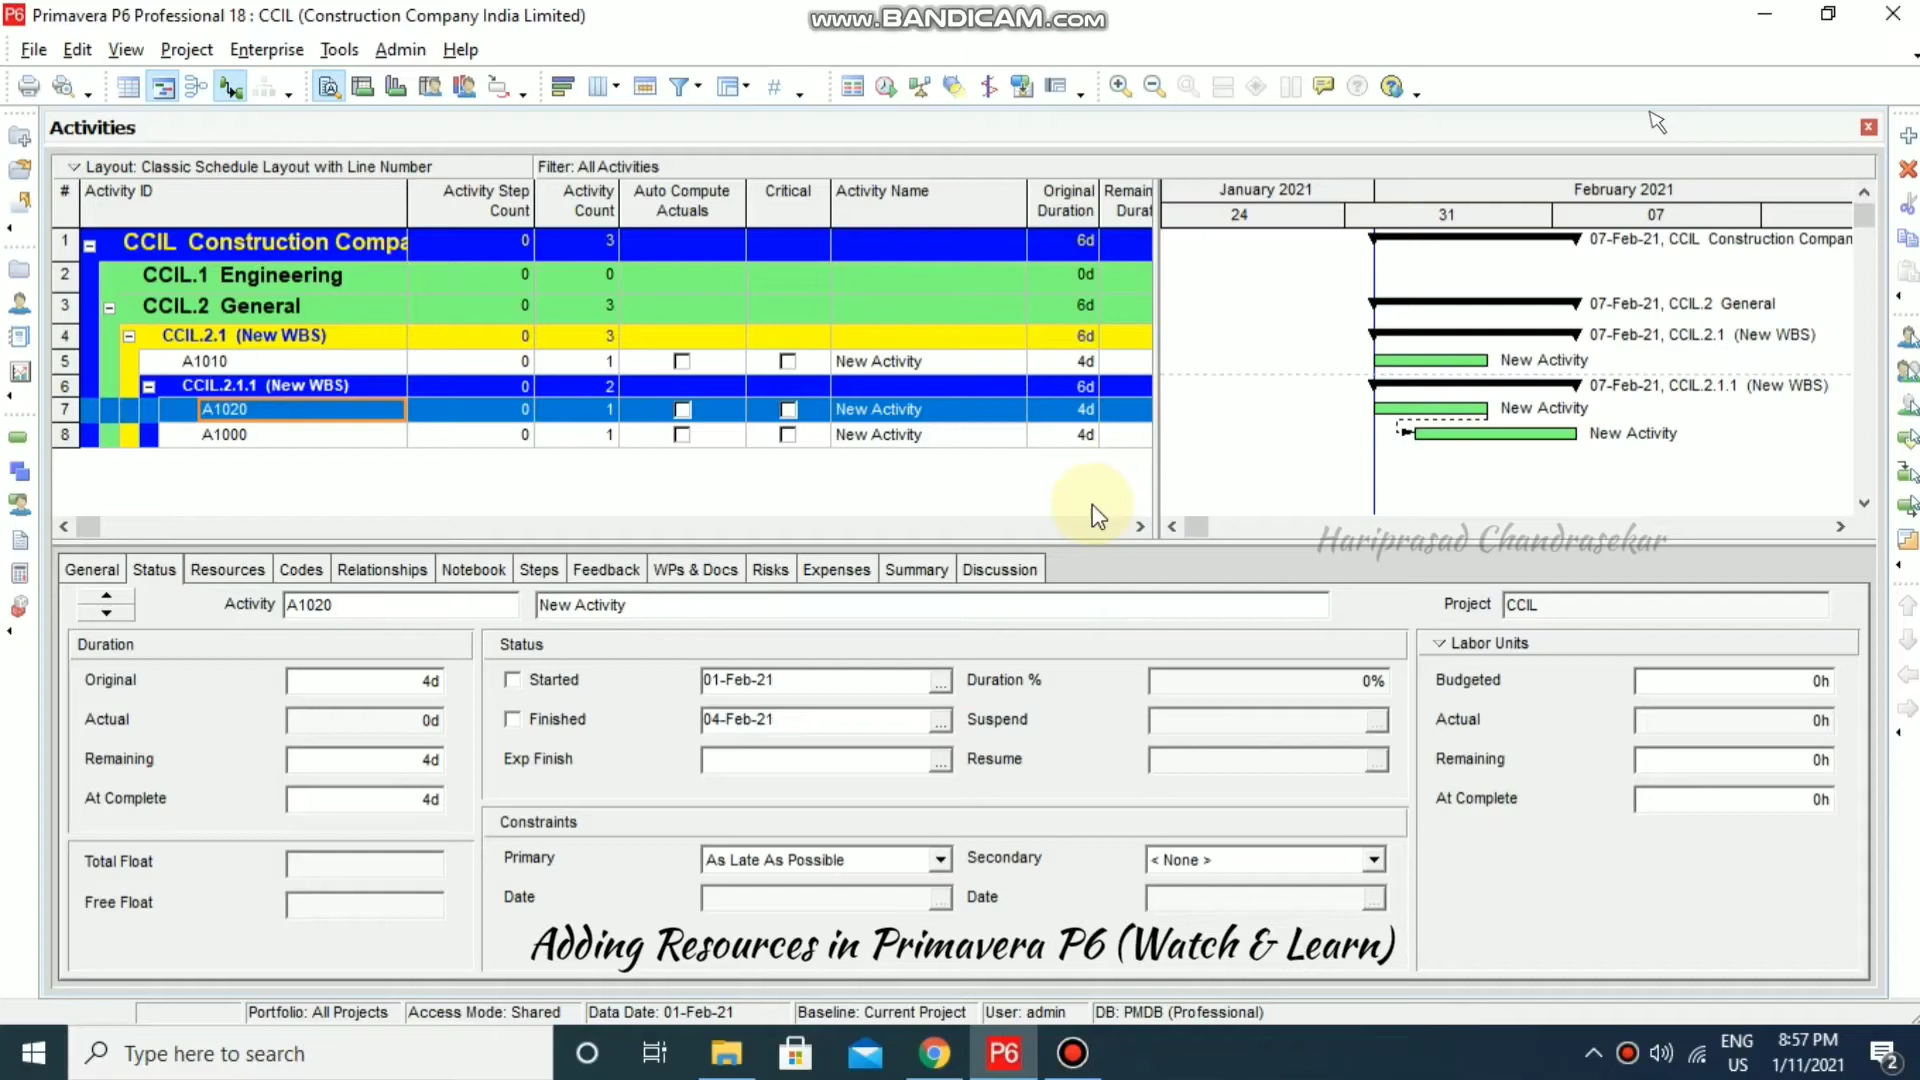 Primavera P6 Professional 18 : CCIL (Construction Company India Limited)
www.BANDICAM.com
File Edit View Project Enterprise Tools Admin Help
Activities
Layout: Classic Schedule Layout with Line Number Filter: All Activities
# Activity ID Activity Step Count Activity Count Auto Compute Actuals Critical Activity Name Original Duration Remain Durat
January 2021 February 2021
24 31 07
1 CCIL Construction Compa 0 3 6d 07-Feb-21, CCIL Construction Compan
2 CCIL.1 Engineering 0 0 0d
3 CCIL.2 General 0 3 6d 07-Feb-21, CCIL.2 General
4 CCIL.2.1 (New WBS) 0 3 6d 07-Feb-21, CCIL.2.1 (New WBS)
5 A1010 0 1 New Activity 4d New Activity
6 CCIL.2.1.1 (New WBS) 0 2 6d 07-Feb-21, CCIL.2.1.1 (New WBS)
7 A1020 0 1 New Activity 4d New Activity
8 A1000 0 1 New Activity 4d New Activity
Hariprasad Chandrasekar
General Status Resources Codes Relationships Notebook Steps Feedback WPs & Docs Risks Expenses Summary Discussion
Activity A1020 New Activity Project CCIL
Duration Status Labor Units
Original 4d Started 01-Feb-21 ... Duration % 0% Budgeted 0h
Actual 0d Finished 04-Feb-21 ... Suspend ... Actual 0h
Remaining 4d Exp Finish ... Resume ... Remaining 0h
At Complete 4d At Complete 0h
Constraints
Total Float Primary As Late As Possible Secondary < None >
Free Float Date ... Date ...
Adding Resources in Primavera P6 (Watch & Learn)
Portfolio: All Projects Access Mode: Shared Data Date: 01-Feb-21 Baseline: Current Project User: admin DB: PMDB (Professional)
Type here to search P6 ENG US 8:57 PM 1/11/2021 2